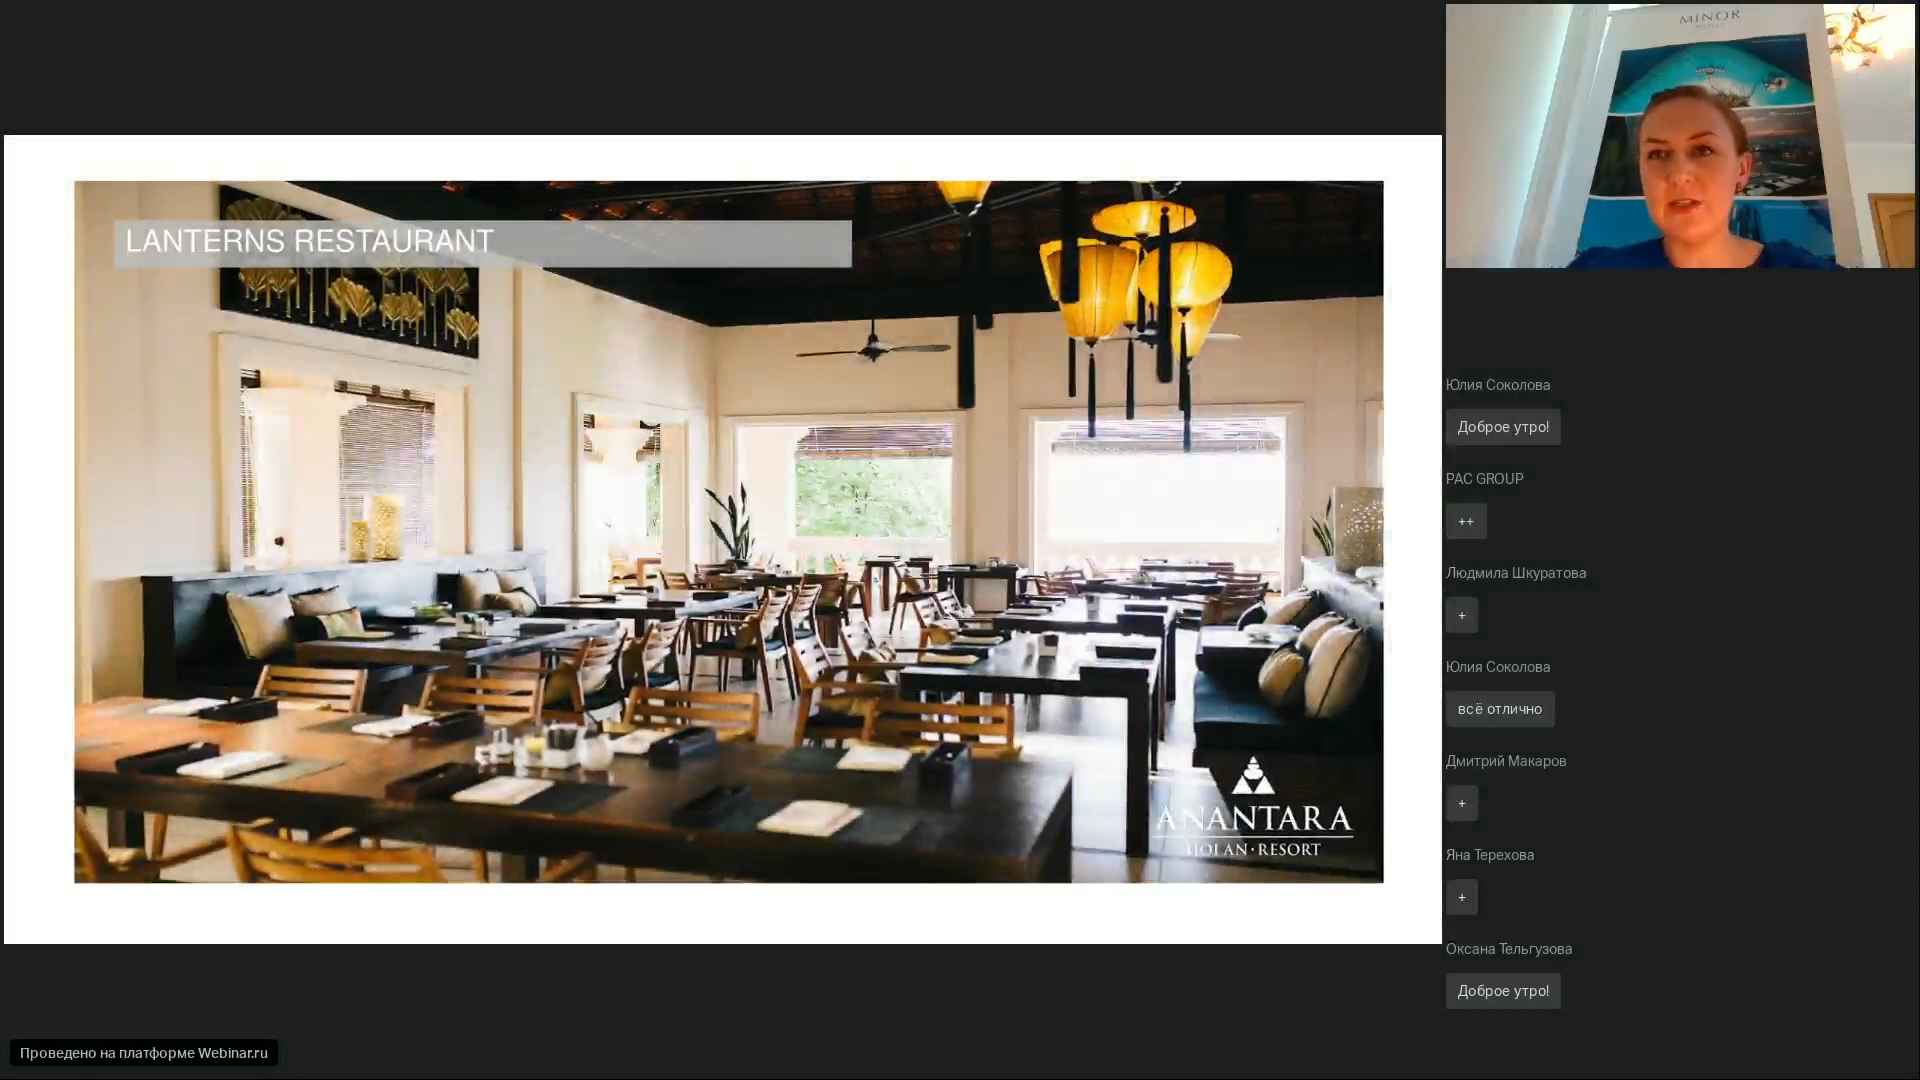 MINOR
LANTERNS RESTAURANT
ANANTARA
HOI AN · RESORT
Юлия Соколова
Доброе утро!
PAC GROUP
++
Людмила Шкуратова
+
Юлия Соколова
всё отлично
Дмитрий Макаров
+
Яна Терехова
+
Оксана Тельгузова
Доброе утро!
Проведено на платформе Webinar.ru